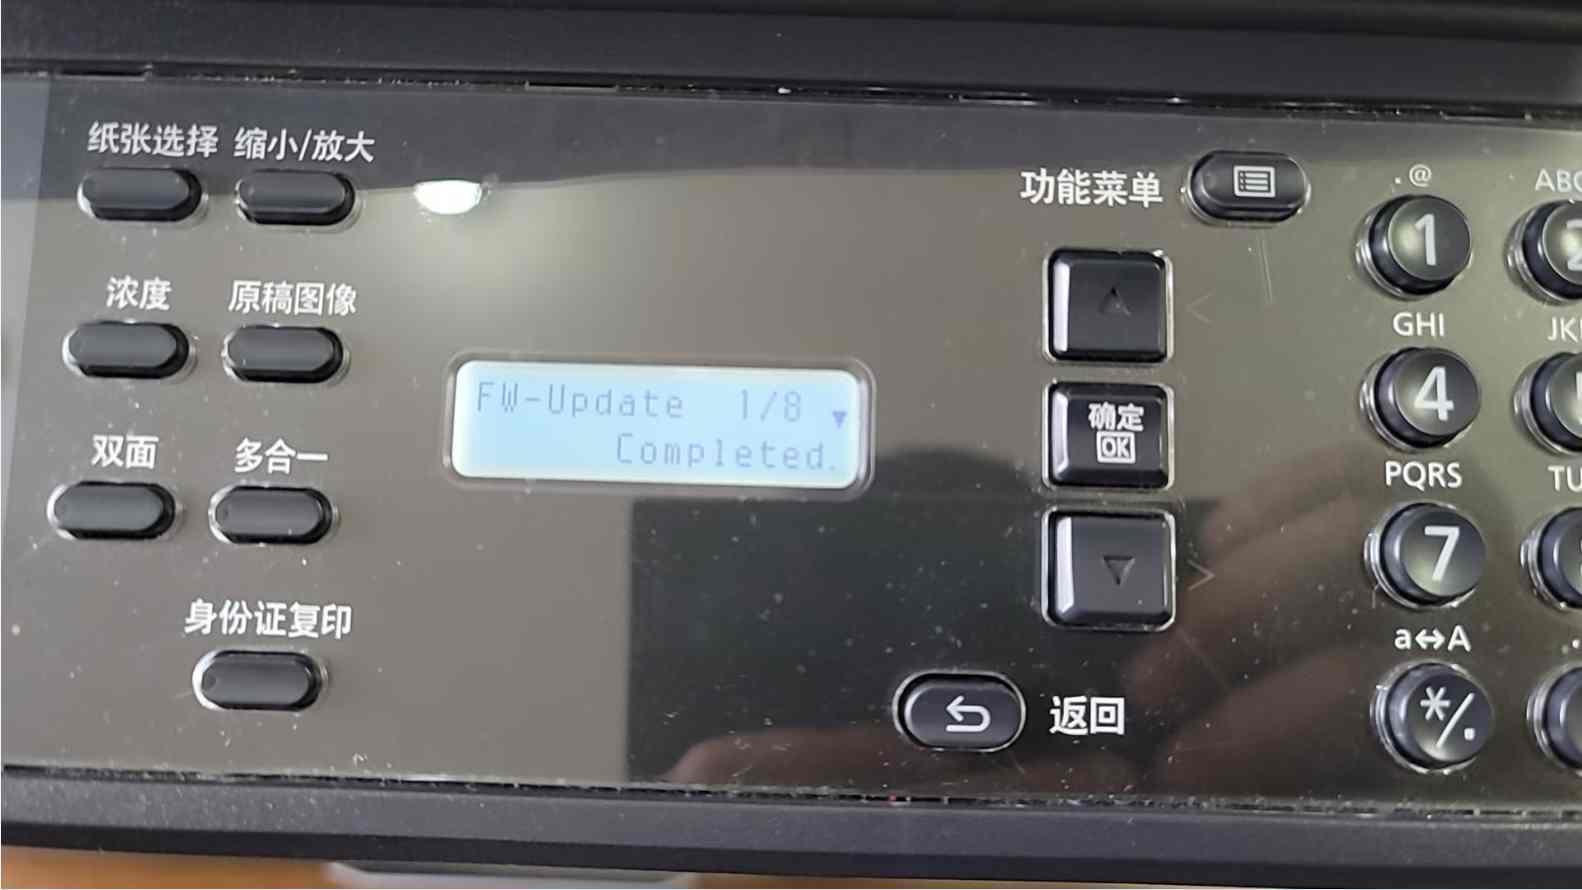 纸张选择 缩小/放大
功能菜单
.@
ABC
1
2
浓度 原稿图像
GHI
FW-Update 1/8 ▼
Completed.
确定
OK
4
双面 多合一
PQRS
7
身份证复印
a↔A
返回
*/.